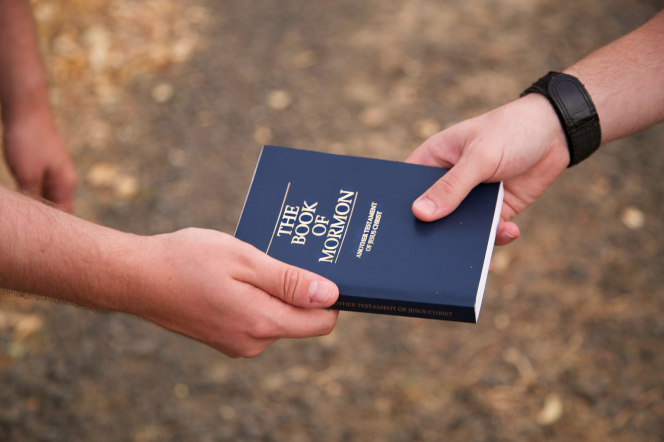 THE
BOOK
OF
MORMON
ANOTHER TESTAMENT
OF JESUS CHRIST
ANOTHER TESTAMENT OF JESUS CHRIST